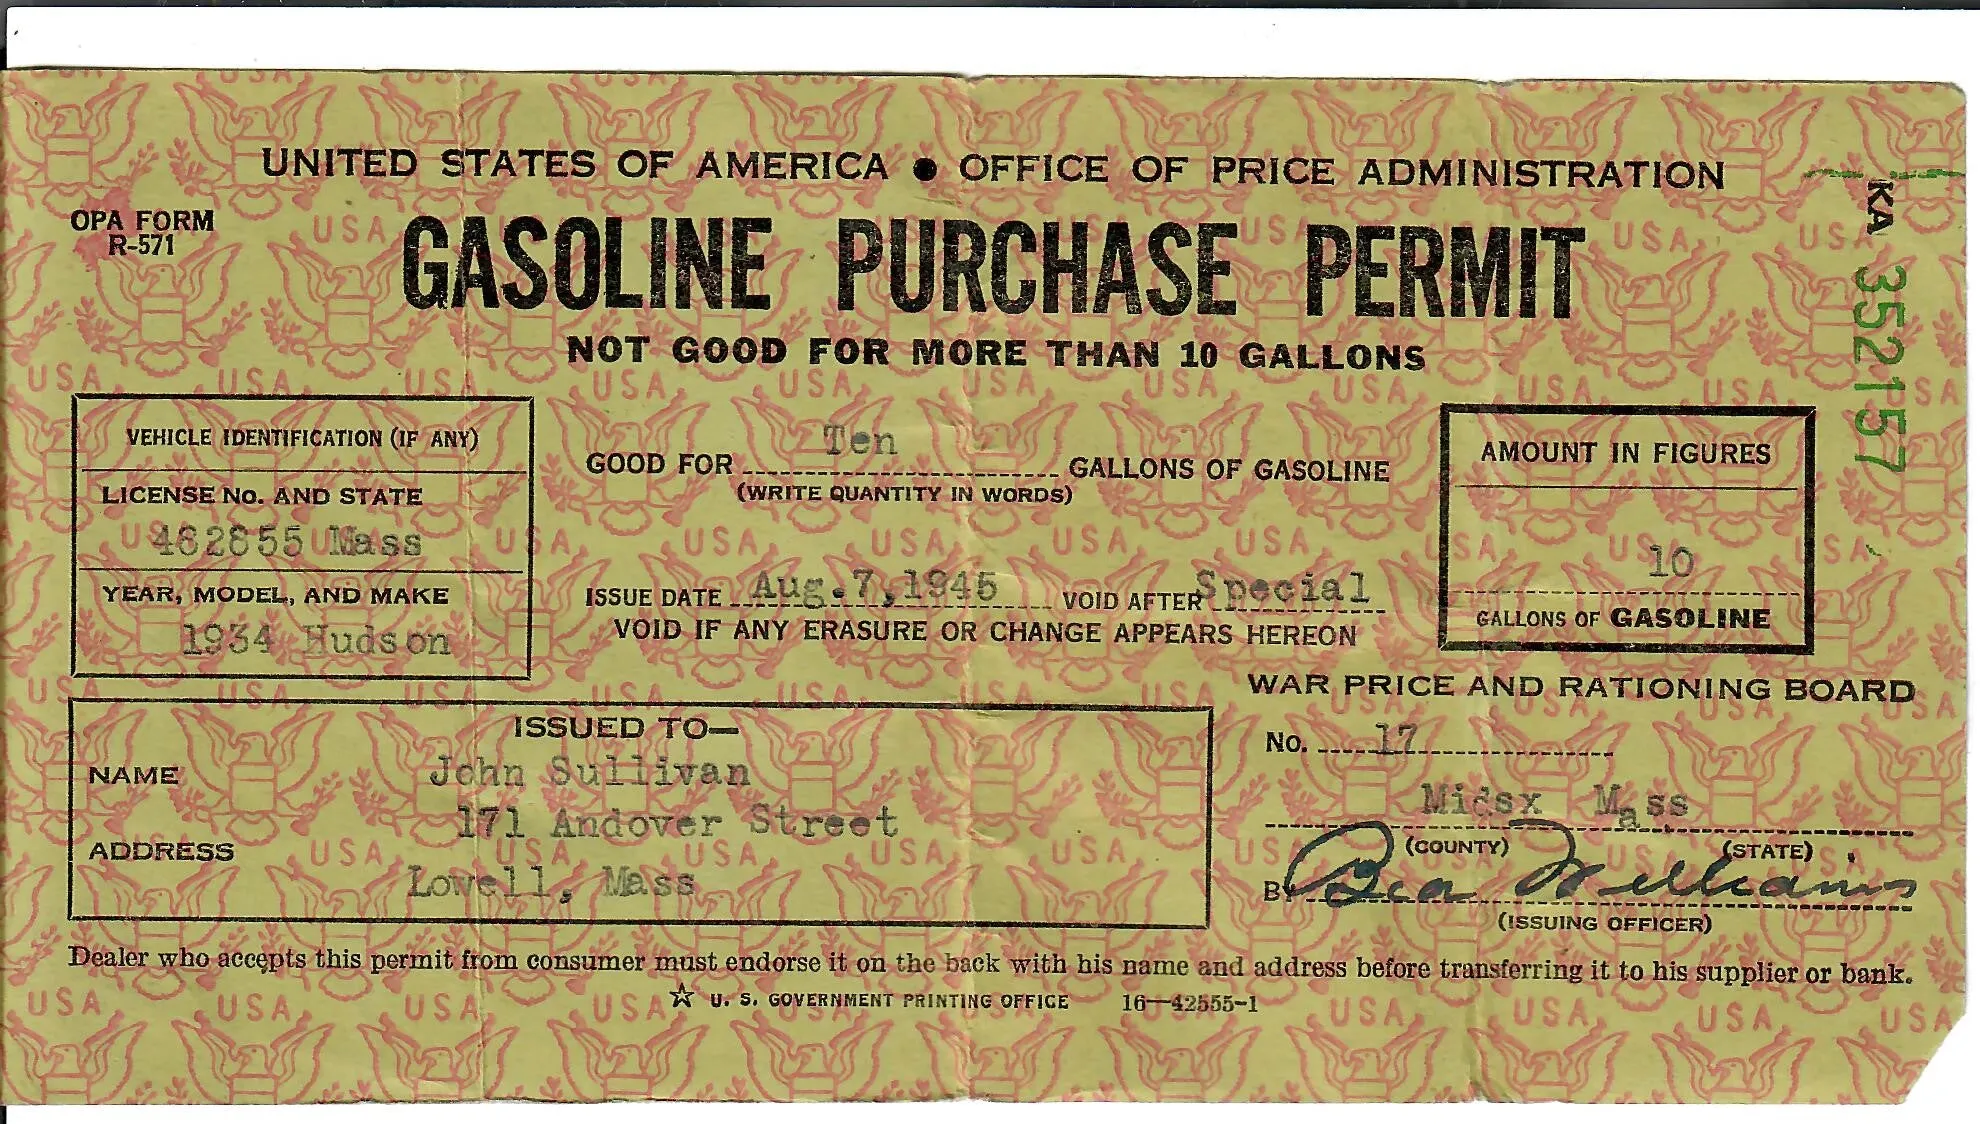 UNITED STATES OF AMERICA ● OFFICE OF PRICE ADMINISTRATION
OPA FORM
R-571
GASOLINE PURCHASE PERMIT
NOT GOOD FOR MORE THAN 10 GALLONS
KA 352157
VEHICLE IDENTIFICATION (IF ANY)
LICENSE No. AND STATE
462855 Mass
YEAR, MODEL, AND MAKE
1934 Hudson
GOOD FOR Ten GALLONS OF GASOLINE
(WRITE QUANTITY IN WORDS)
ISSUE DATE Aug.7,1945 VOID AFTER Special
VOID IF ANY ERASURE OR CHANGE APPEARS HEREON
AMOUNT IN FIGURES
10
GALLONS OF GASOLINE
ISSUED TO—
NAME John Sullivan
171 Andover Street
ADDRESS
Lowell, Mass
WAR PRICE AND RATIONING BOARD
No. 17
Midsx Mass
(COUNTY) (STATE)
By Bea Williams
(ISSUING OFFICER)
Dealer who accepts this permit from consumer must endorse it on the back with his name and address before transferring it to his supplier or bank.
☆ U. S. GOVERNMENT PRINTING OFFICE 16—42555-1